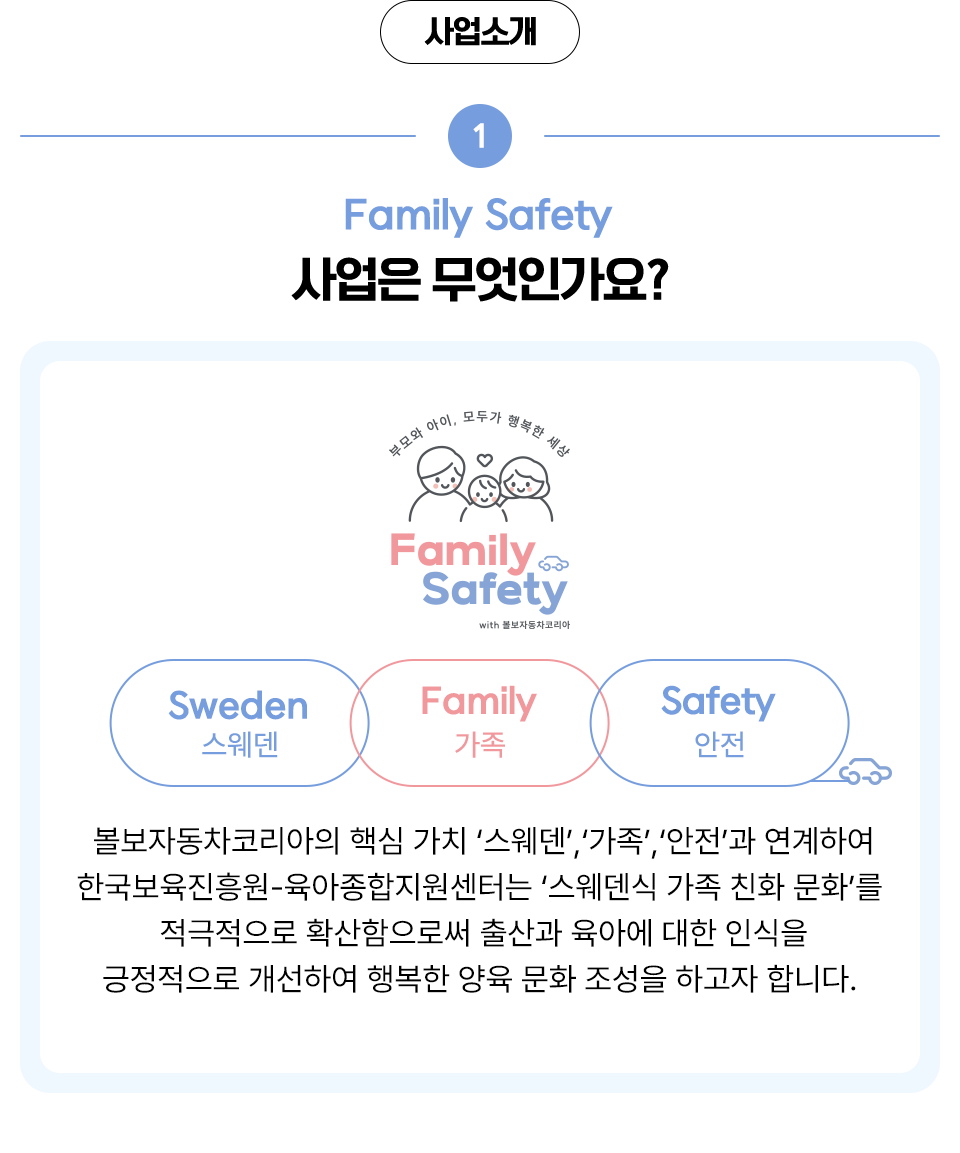 사업소개
1
Family Safety
사업은 무엇인가요?
부모와 아이, 모두가 행복한 세상
Family
Safety
with 볼보자동차코리아
Sweden
스웨덴
Family
가족
Safety
안전
볼보자동차코리아의 핵심 가치 ‘스웨덴’,‘가족’,‘안전’과 연계하여
한국보육진흥원-육아종합지원센터는 ‘스웨덴식 가족 친화 문화’를
적극적으로 확산함으로써 출산과 육아에 대한 인식을
긍정적으로 개선하여 행복한 양육 문화 조성을 하고자 합니다.